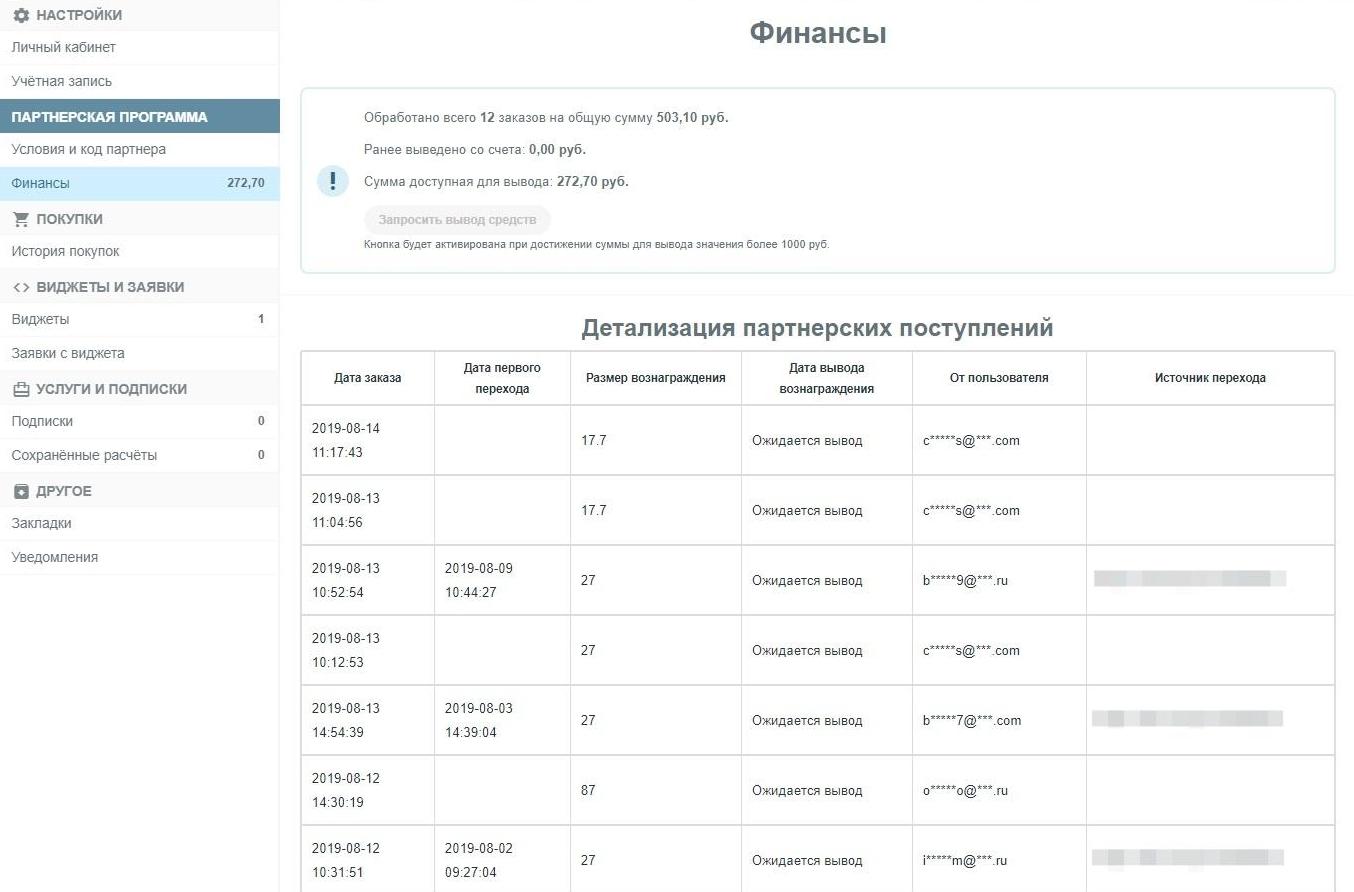 НАСТРОЙКИ
Личный кабинет
Учётная запись
ПАРТНЕРСКАЯ ПРОГРАММА
Условия и код партнера
Финансы 272,70
ПОКУПКИ
История покупок
ВИДЖЕТЫ И ЗАЯВКИ
Виджеты 1
Заявки с виджета
УСЛУГИ И ПОДПИСКИ
Подписки 0
Сохранённые расчёты 0
ДРУГОЕ
Закладки
Уведомления
Финансы
Обработано всего 12 заказов на общую сумму 503,10 руб.
Ранее выведено со счета: 0,00 руб.
!
Сумма доступная для вывода: 272,70 руб.
Запросить вывод средств
Кнопка будет активирована при достижении суммы для вывода значения более 1000 руб.
Детализация партнерских поступлений
Дата заказа
Дата первого
перехода
Размер вознаграждения
Дата вывода
вознаграждения
От пользователя
Источник перехода
2019-08-14
11:17:43
17.7
Ожидается вывод
c*****s@***.com
2019-08-13
11:04:56
17.7
Ожидается вывод
c*****s@***.com
2019-08-13
10:52:54
2019-08-09
10:44:27
27
Ожидается вывод
b*****9@***.ru
2019-08-13
10:12:53
27
Ожидается вывод
c*****s@***.com
2019-08-13
14:54:39
2019-08-03
14:39:04
27
Ожидается вывод
b*****7@***.com
2019-08-12
14:30:19
87
Ожидается вывод
o*****o@***.ru
2019-08-12
10:31:51
2019-08-02
09:27:04
27
Ожидается вывод
i*****m@***.ru